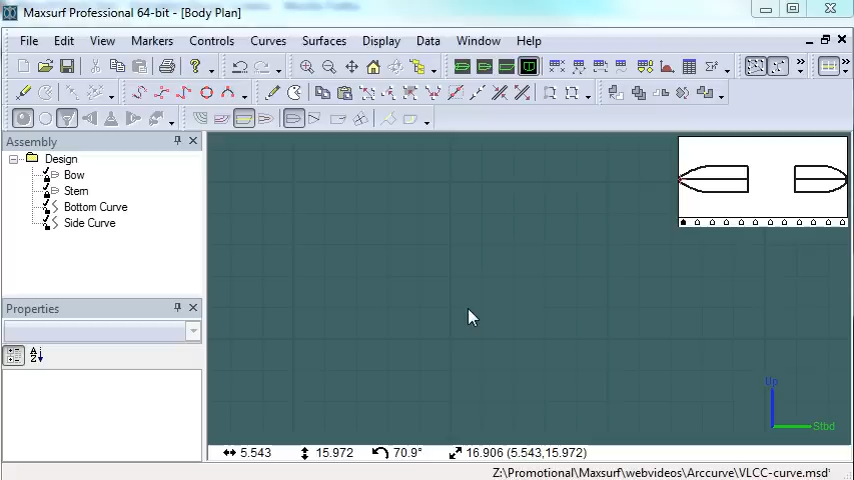 Maxsurf Professional 64-bit - [Body Plan]
File Edit View Markers Controls Curves Surfaces Display Data Window Help
Assembly
Design
Bow
Stern
Bottom Curve
Side Curve
Properties
A
Z
Up
Stbd
5.543 15.972 70.9° 16.906 (5.543,15.972)
Z:\Promotional\Maxsurf\webvideos\Arccurve\VLCC-curve.msd*